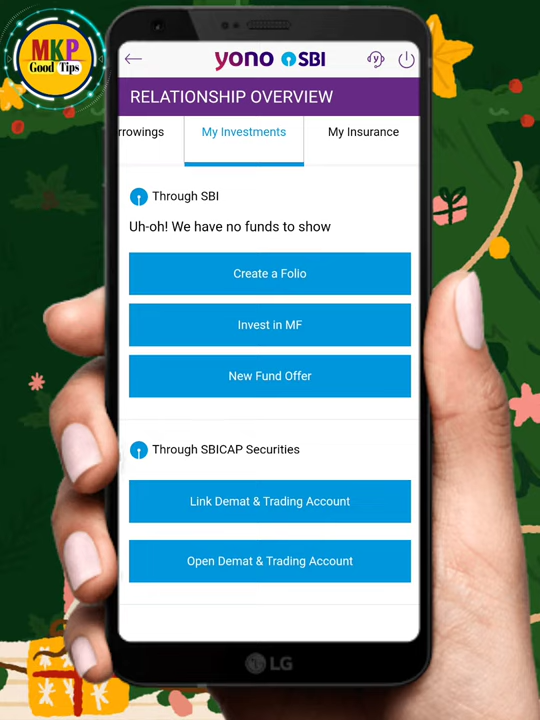 MKP
Good Tips
yono SBI
y
RELATIONSHIP OVERVIEW
rrowings My Investments My Insurance
Through SBI
Uh-oh! We have no funds to show
Create a Folio
Invest in MF
New Fund Offer
Through SBICAP Securities
Link Demat & Trading Account
Open Demat & Trading Account
LG